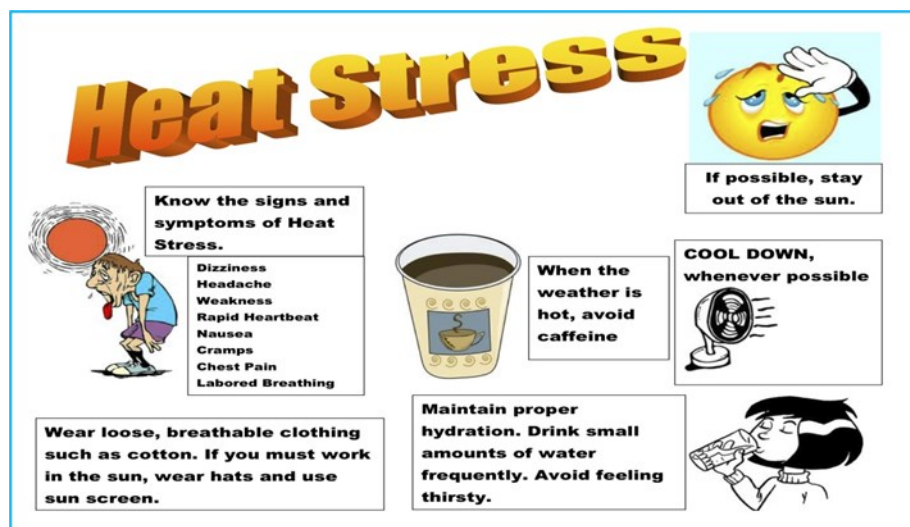 Heat Stress
If possible, stay
out of the sun.
Know the signs and
symptoms of Heat
Stress.
Dizziness
Headache
Weakness
Rapid Heartbeat
Nausea
Cramps
Chest Pain
Labored Breathing
When the
weather is
hot, avoid
caffeine
COOL DOWN,
whenever possible
Wear loose, breathable clothing
such as cotton. If you must work
in the sun, wear hats and use
sun screen.
Maintain proper
hydration. Drink small
amounts of water
frequently. Avoid feeling
thirsty.